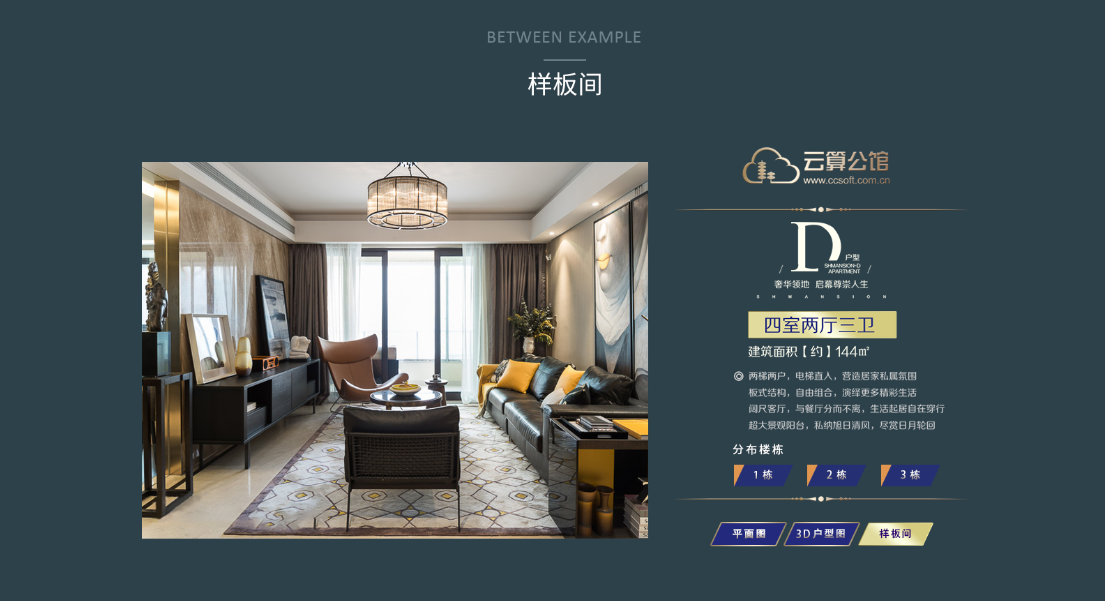 BETWEEN EXAMPLE
样板间
云算公馆
www.ccsoft.com.cn
D户型
SHMANSION-D
APARTMENT
奢华领地 启幕尊崇人生
SHMANSION
四室两厅三卫
建筑面积【约】144㎡
◎ 两梯两户，电梯直入，营造居家私属氛围
板式结构，自由组合，演绎更多精彩生活
阔尺客厅，与餐厅分而不离，生活起居自在穿行
超大景观阳台，私纳旭日清风，尽赏日月轮回
分布楼栋
1栋 2栋 3栋
平面图 3D户型图 样板间